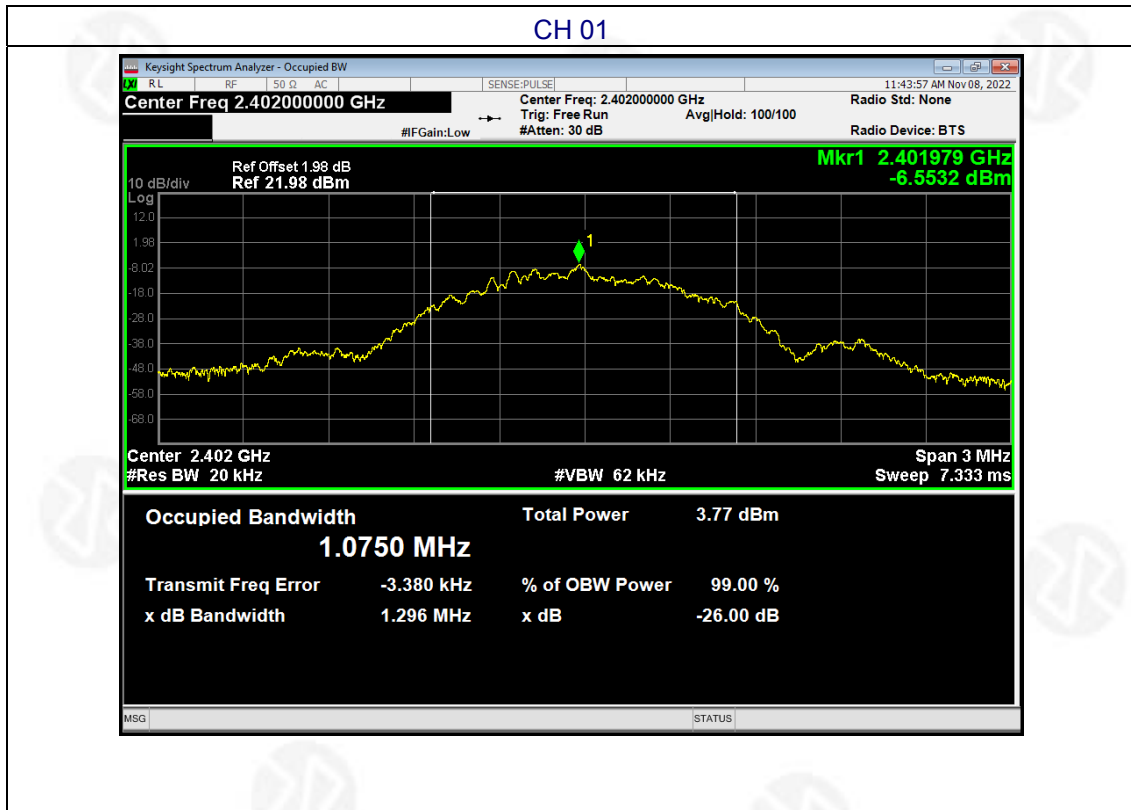 CH 01
Keysight Spectrum Analyzer - Occupied BW
LXI RL RF 50 Ω AC SENSE:PULSE 11:43:57 AM Nov 08, 2022
Center Freq 2.402000000 GHz Center Freq: 2.402000000 GHz Radio Std: None
Trig: Free Run Avg|Hold: 100/100
#IFGain:Low #Atten: 30 dB Radio Device: BTS
Mkr1 2.401979 GHz
Ref Offset 1.98 dB
10 dB/div Ref 21.98 dBm -6.5532 dBm
Log
12.0
1.98
1
-8.02
-18.0
-28.0
-38.0
-48.0
-58.0
-68.0
Center 2.402 GHz Span 3 MHz
#Res BW 20 kHz #VBW 62 kHz Sweep 7.333 ms
Occupied Bandwidth Total Power 3.77 dBm
1.0750 MHz
Transmit Freq Error -3.380 kHz % of OBW Power 99.00 %
x dB Bandwidth 1.296 MHz x dB -26.00 dB
MSG STATUS